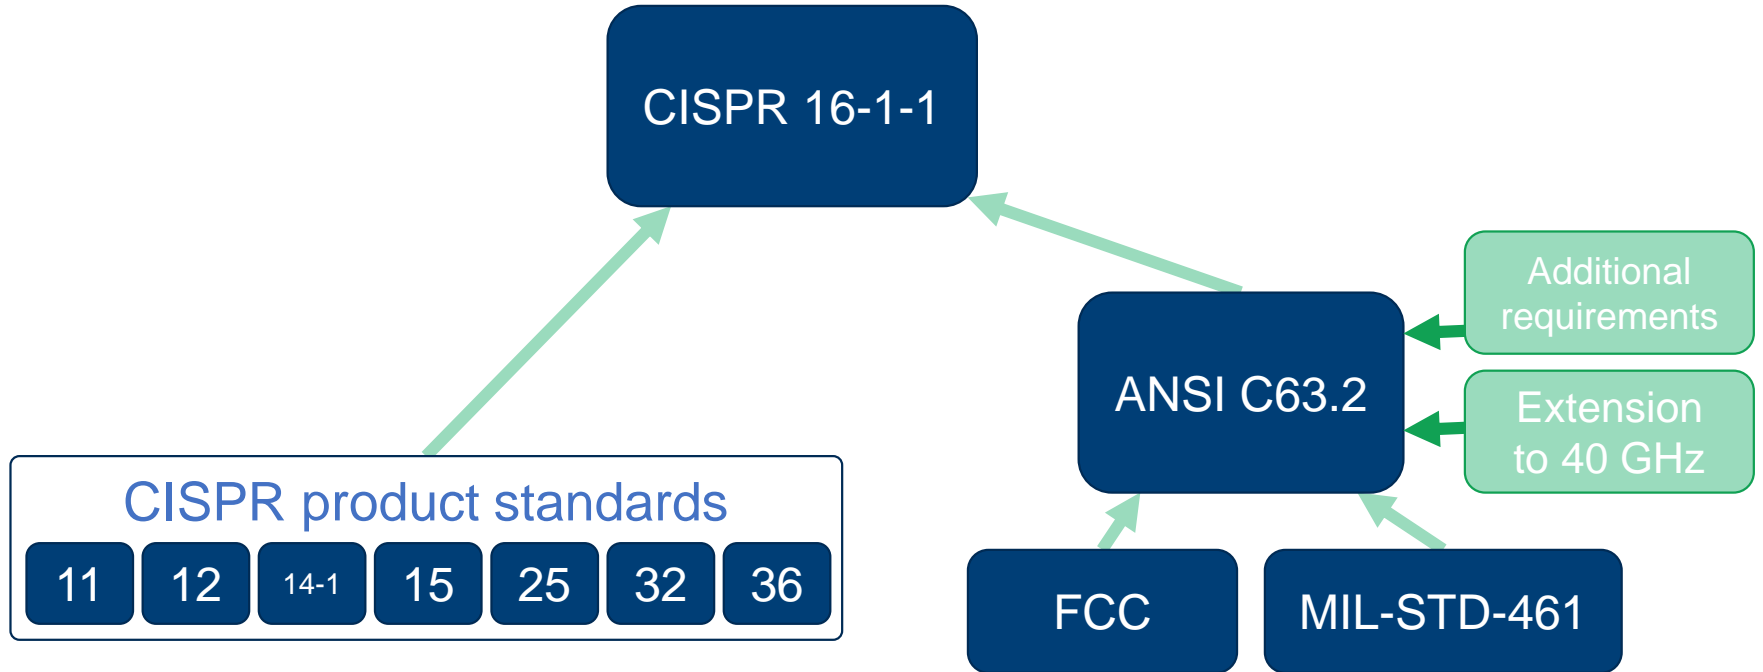 CISPR 16-1-1
Additional
requirements
ANSI C63.2
Extension
to 40 GHz
CISPR product standards
11 12 14-1 15 25 32 36
FCC
MIL-STD-461